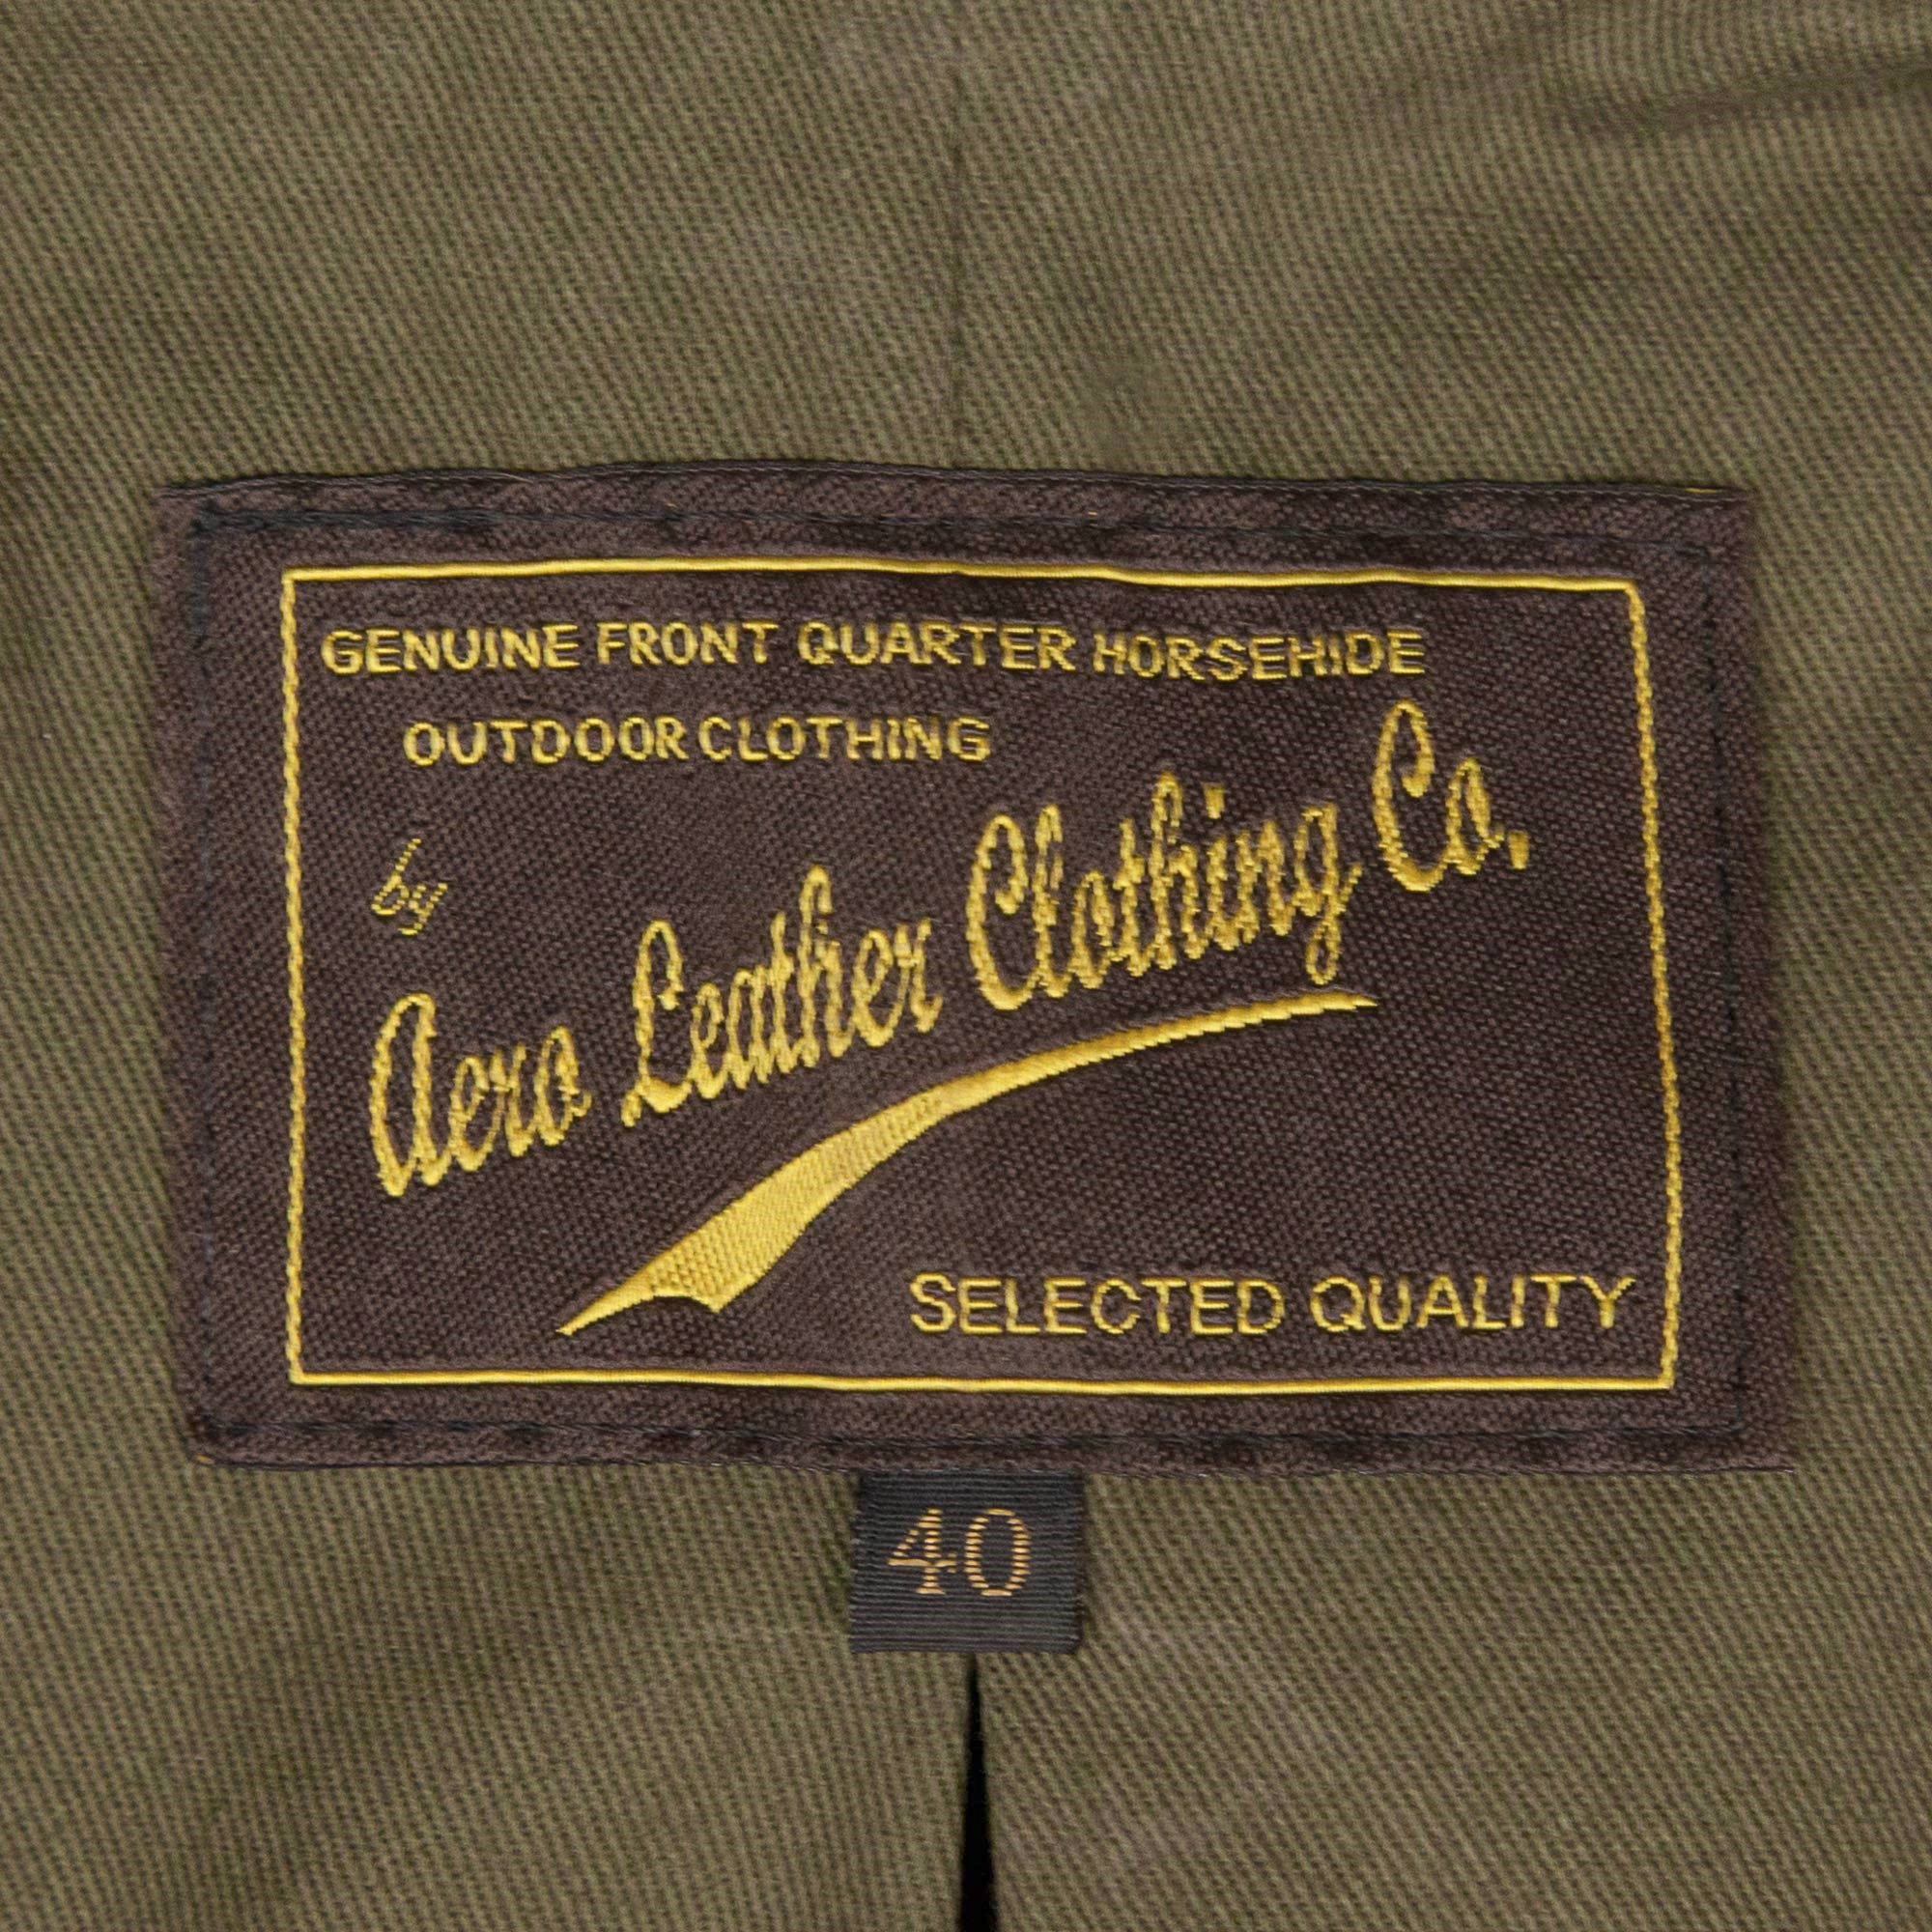 GENUINE FRONT QUARTER HORSEHIDE
OUTDOOR CLOTHING
by
Aero Leather Clothing Co.
SELECTED QUALITY
40